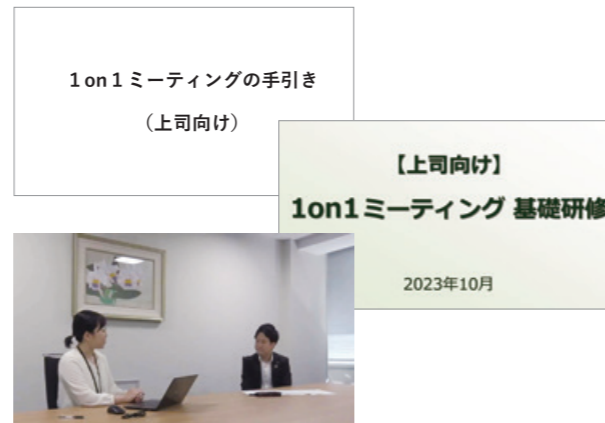 1on1ミーティングの手引き
（上司向け）
【上司向け】
1on1ミーティング 基礎研修
2023年10月